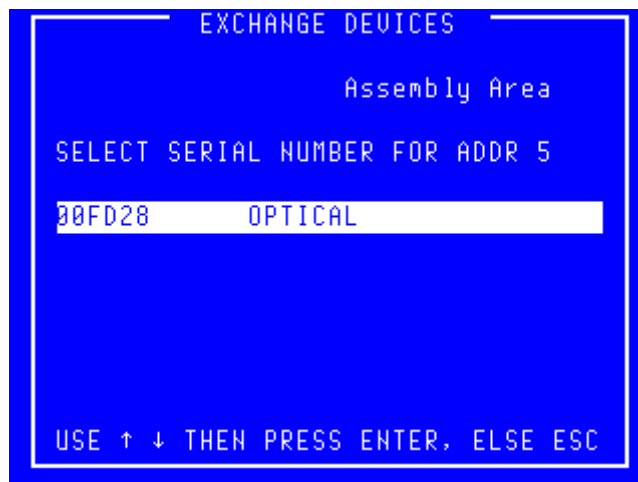 EXCHANGE DEVICES
Assembly Area
SELECT SERIAL NUMBER FOR ADDR 5
00FD28 OPTICAL
USE ↑ ↓ THEN PRESS ENTER, ELSE ESC